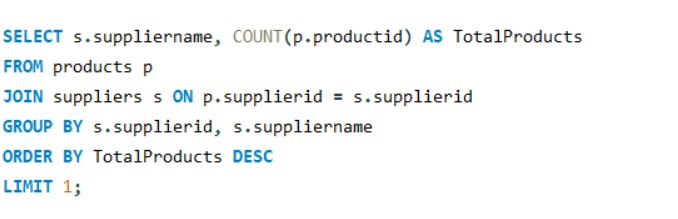 SELECT s.suppliername, COUNT(p.productid) AS TotalProducts
FROM products p
JOIN suppliers s ON p.supplierid = s.supplierid
GROUP BY s.supplierid, s.suppliername
ORDER BY TotalProducts DESC
LIMIT 1;